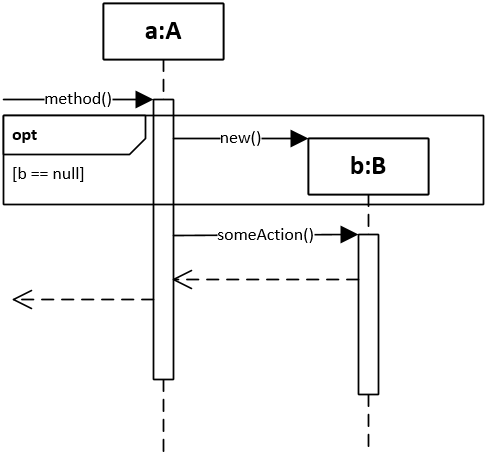 a:A
method()
opt
new()
[b == null]
b:B
someAction()